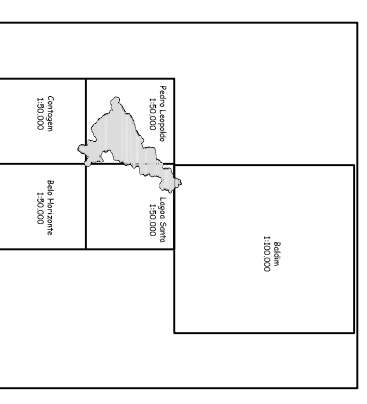 Pedro Leopoldo
1:50.000
Lagoa Santa
1:50.000
Baldim
1:100.000
Contagem
1:50.000
Belo Horizonte
1:50.000